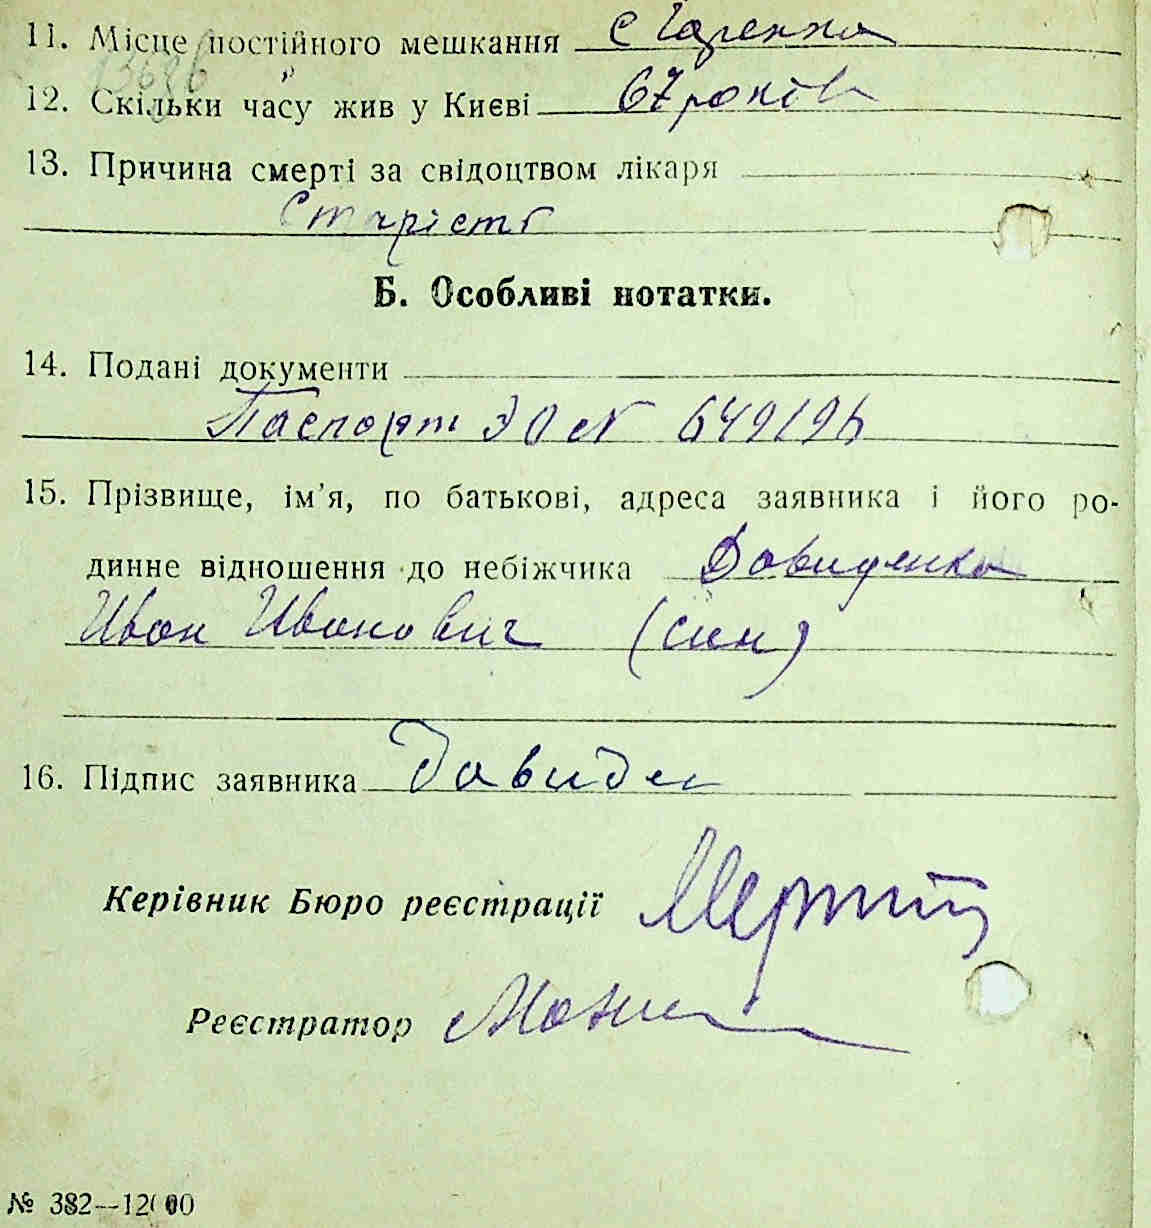 11. Місце постійного мешкання с
13686
12. Скільки часу жив у Києві 67 років
13. Причина смерті за свідоцтвом лікаря
Старість
Б. Особливі нотатки.
14. Подані документи
Паспорт ЭО № 649196
15. Прізвище, ім'я, по батькові, адреса заявника і його ро-
динне відношення до небіжчика Давиденко
Иван Иванович (син)
16. Підпис заявника Давиден
Керівник Бюро реєстрації
Реєстратор
№ 382—12000